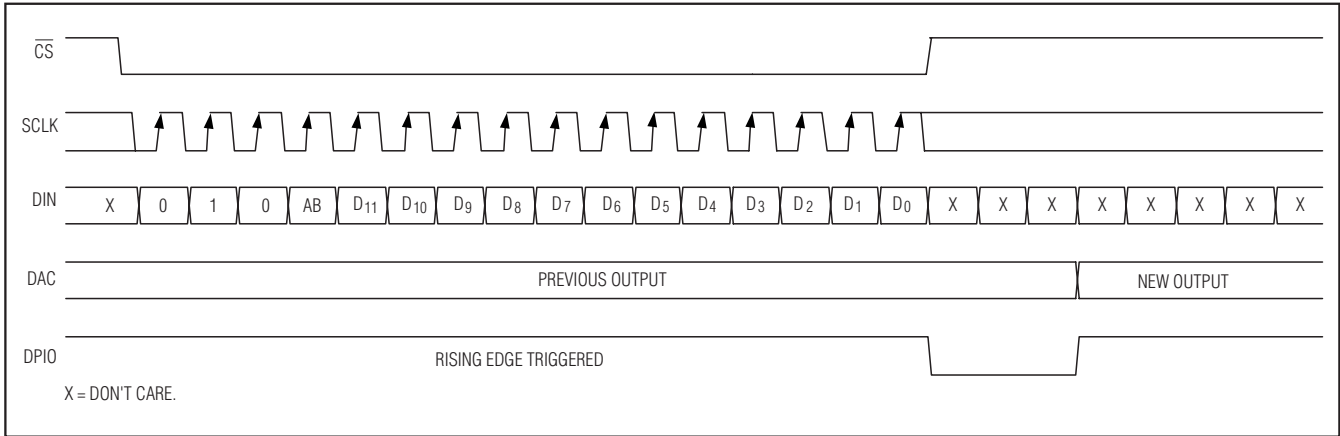 CS
SCLK
DIN X 0 1 0 AB D11 D10 D9 D8 D7 D6 D5 D4 D3 D2 D1 D0 X X X X X X X X
DAC PREVIOUS OUTPUT NEW OUTPUT
DPIO RISING EDGE TRIGGERED
X = DON'T CARE.